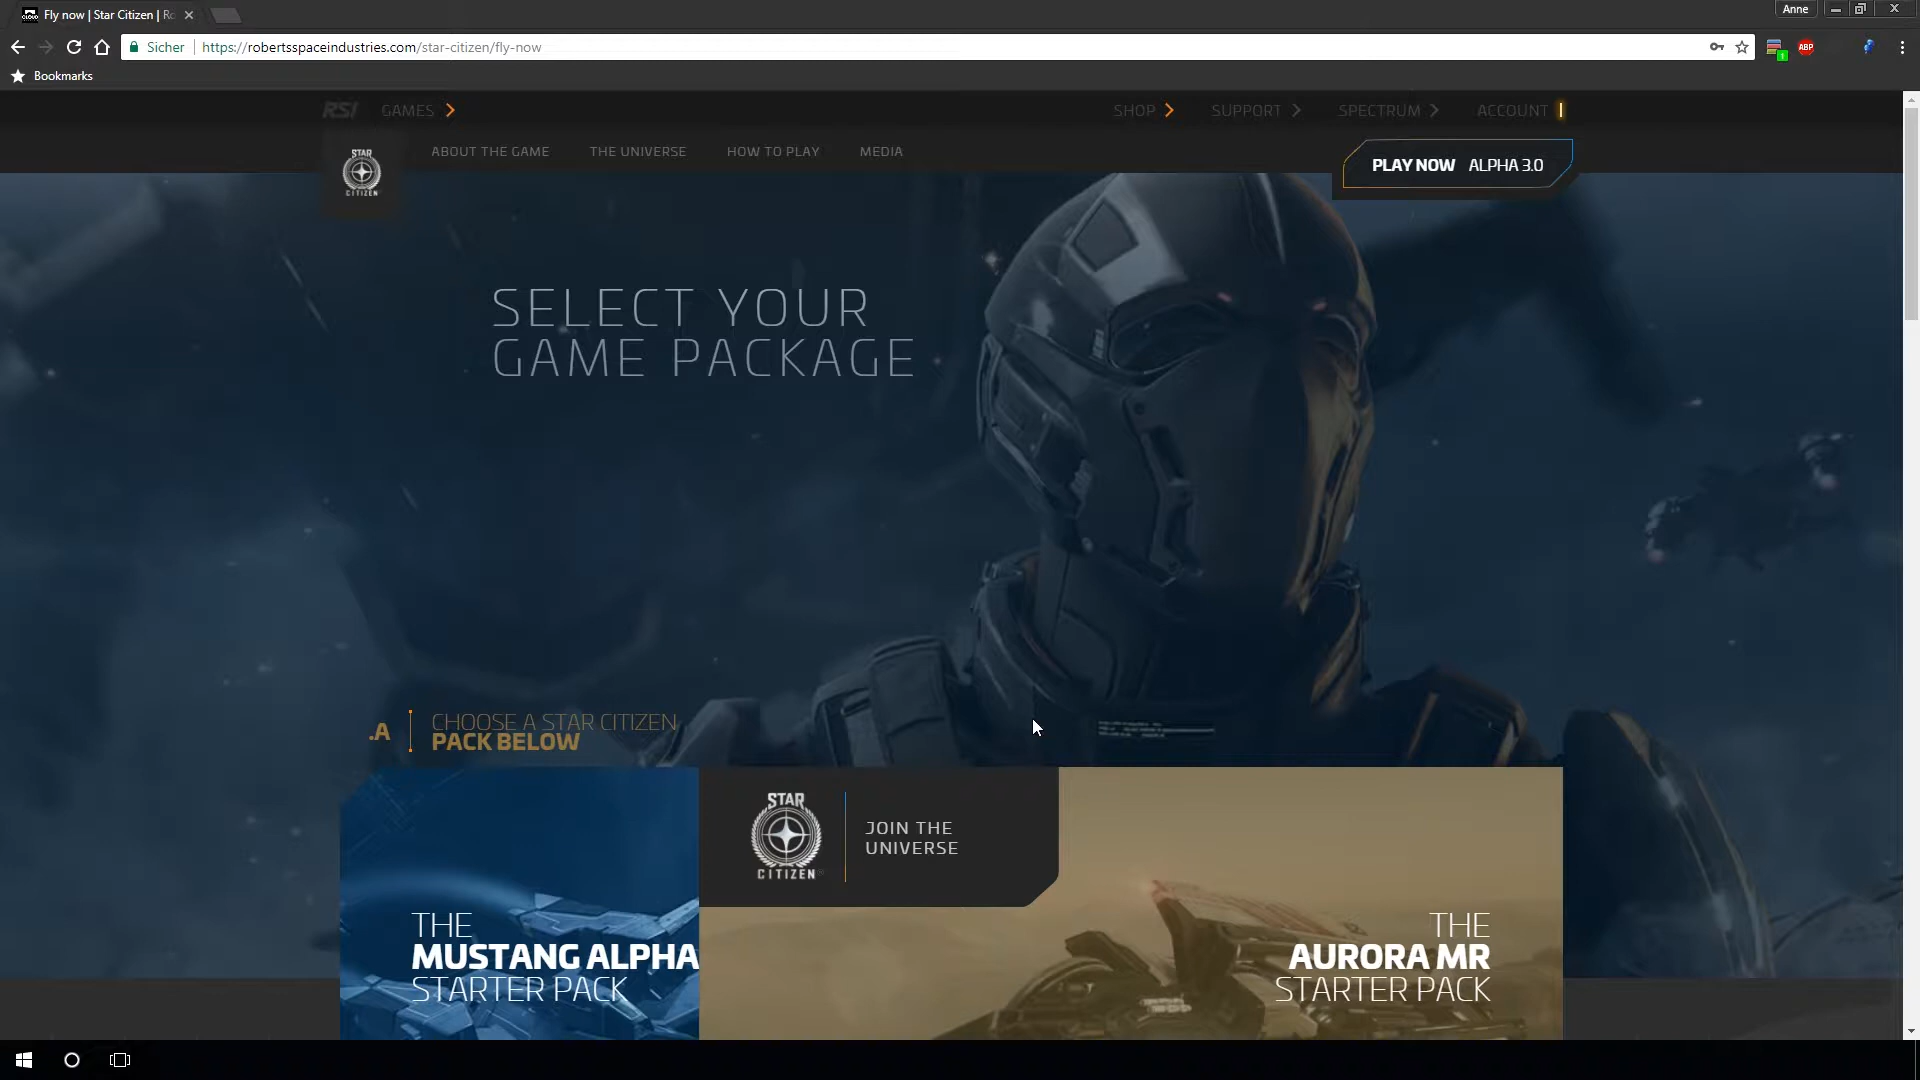 Fly now | Star Citizen | Ro
Anne
Sicher
https://robertsspaceindustries.com/star-citizen/fly-now
ABP
1
Bookmarks
RSI
GAMES
SHOP
SUPPORT
SPECTRUM
ACCOUNT
STAR
CITIZEN
ABOUT THE GAME
THE UNIVERSE
HOW TO PLAY
MEDIA
PLAY NOW ALPHA 3.0
SELECT YOUR
GAME PACKAGE
.A
CHOOSE A STAR CITIZEN
PACK BELOW
STAR
CITIZEN
JOIN THE
UNIVERSE
THE
MUSTANG ALPHA
STARTER PACK
THE
AURORA MR
STARTER PACK